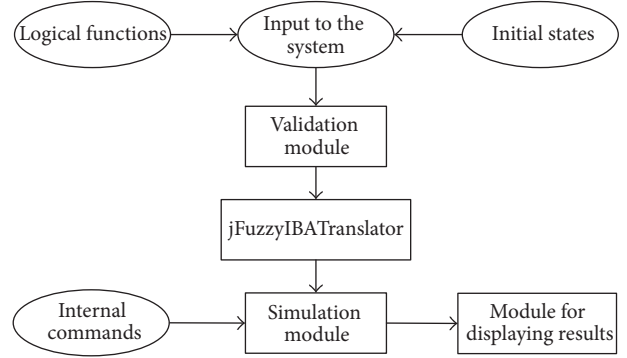 Logical functions
Input to the
system
Initial states
Validation
module
jFuzzyIBATranslator
Internal
commands
Simulation
module
Module for
displaying results